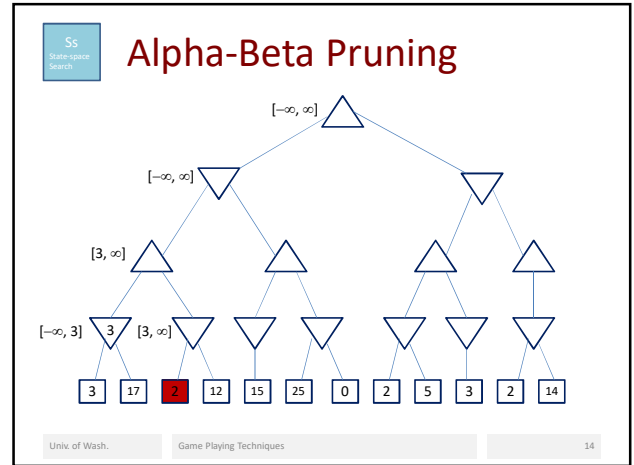 Ss
State-space
Search
Alpha-Beta Pruning
[−∞, ∞]
[−∞, ∞]
[3, ∞]
[−∞, 3] 3 [3, ∞]
3 17 2 12 15 25 0 2 5 3 2 14
Univ. of Wash. Game Playing Techniques 14